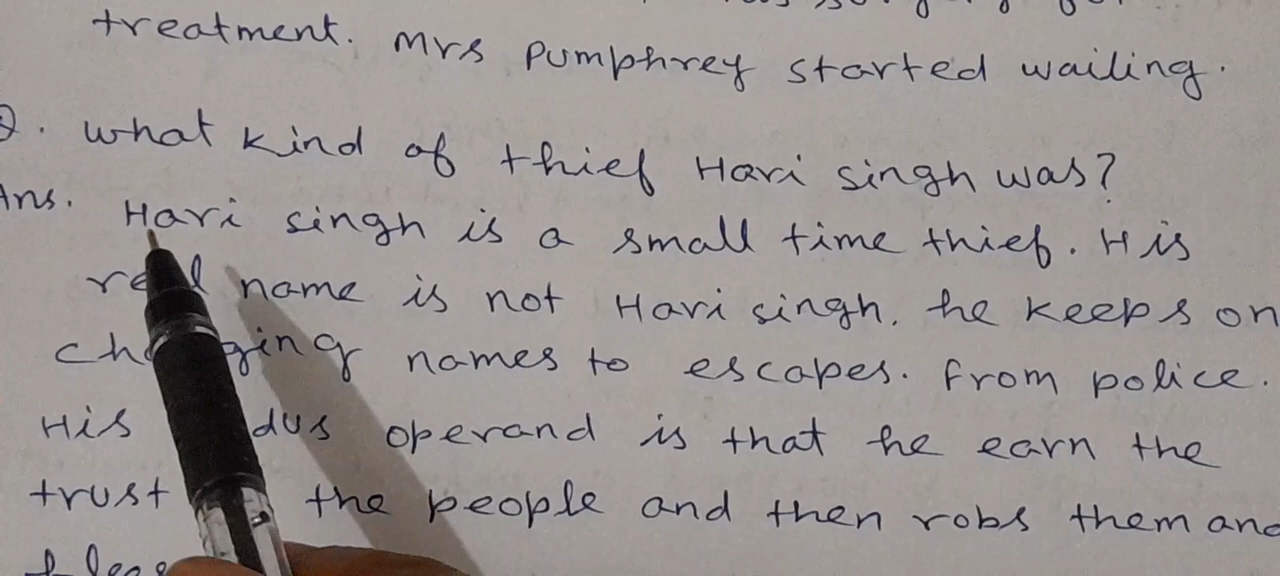 treatment. Mrs Pumphrey started wailing.
Q. What kind of thief Hari singh was?
Ans. Hari singh is a small time thief. His
name is not Hari singh. he keeps on
names to escapes. From police.
His operand is that he earn the
trust the people and then robs them and